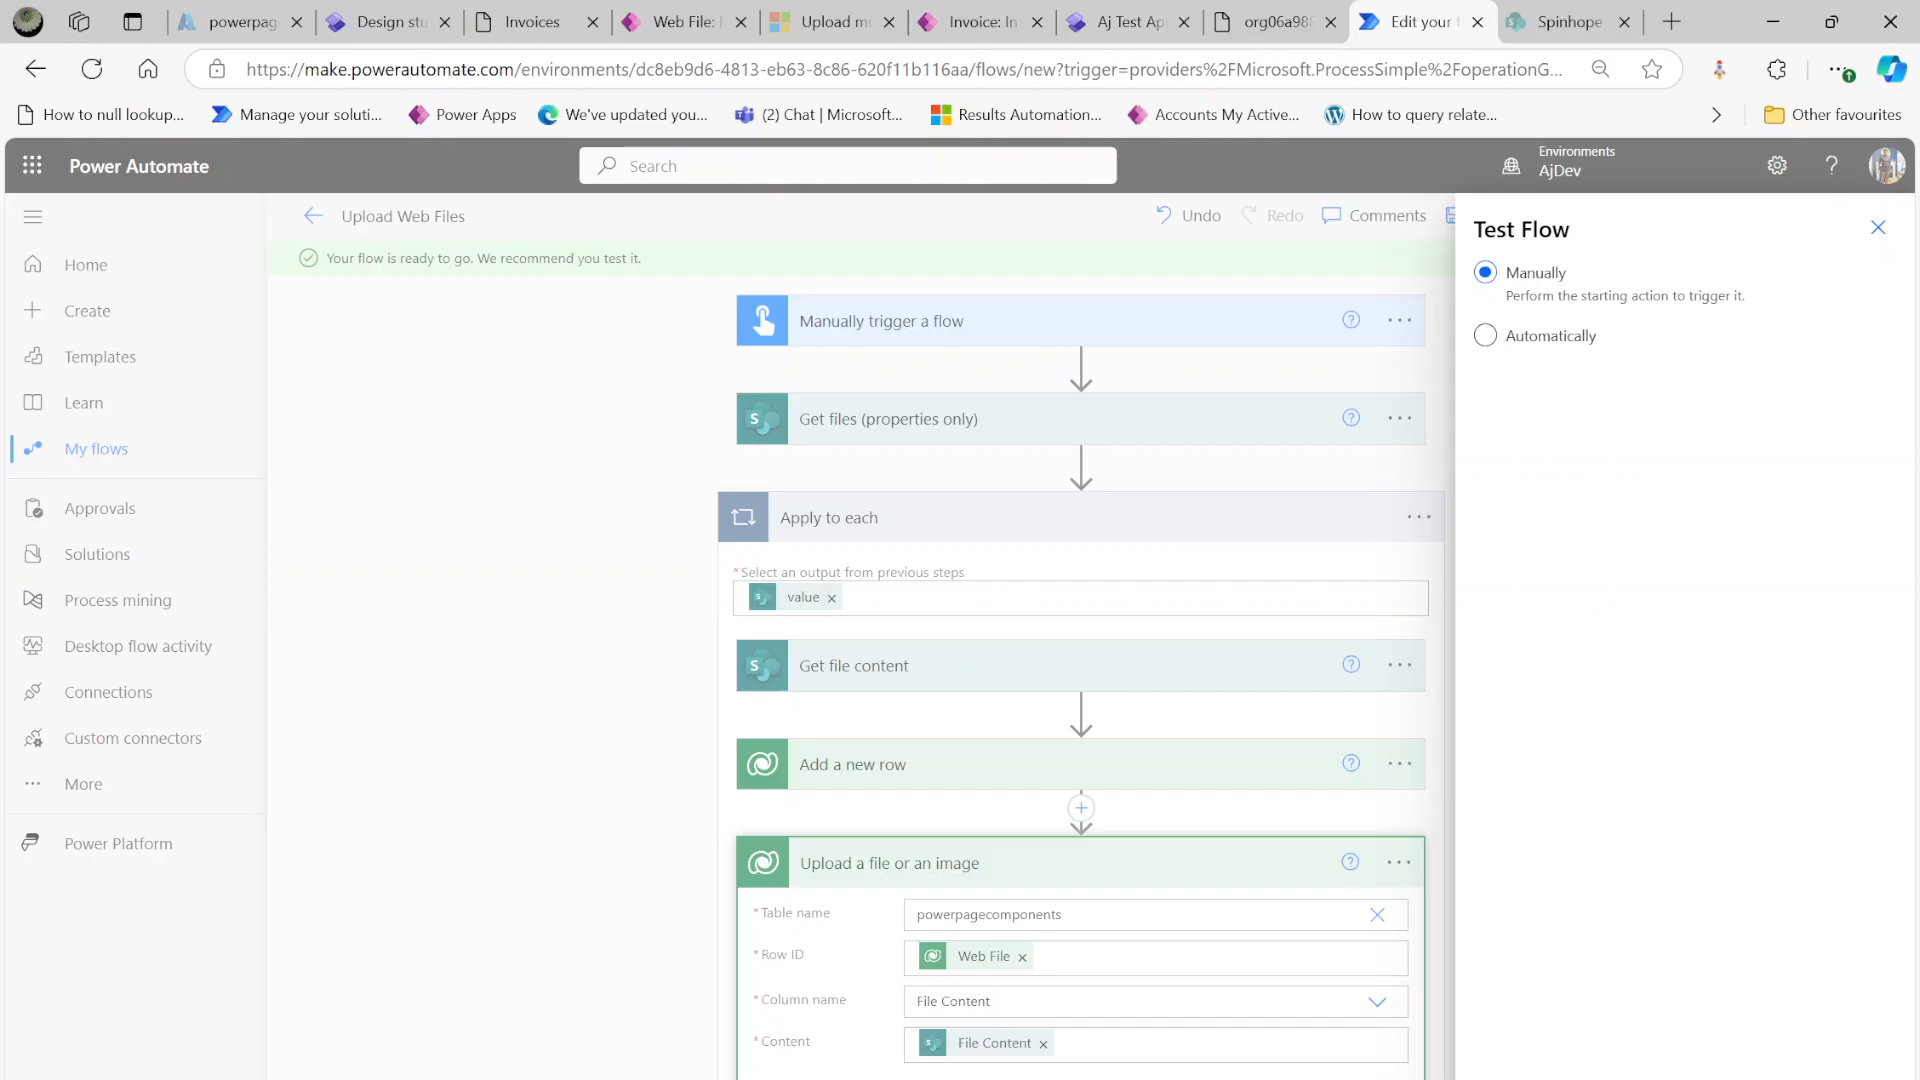 powerpag
Design stu
Invoices
Web File: I
Upload mu
Invoice: In
Aj Test Ap
org06a98
Edit your f
Spinhope
https://make.powerautomate.com/environments/dc8eb9d6-4813-eb63-8c86-620f11b116aa/flows/new?trigger=providers%2FMicrosoft.ProcessSimple%2FoperationG...
How to null lookup...
Manage your soluti...
Power Apps
We've updated you...
(2) Chat | Microsoft...
Results Automation...
Accounts My Active...
How to query relate...
Other favourites
Power Automate
Search
Environments
AjDev
Upload Web Files
Undo
Redo
Comments
Your flow is ready to go. We recommend you test it.
Home
Create
Templates
Learn
My flows
Approvals
Solutions
Process mining
Desktop flow activity
Connections
Custom connectors
More
Power Platform
Manually trigger a flow
Get files (properties only)
Apply to each
* Select an output from previous steps
value
Get file content
Add a new row
Upload a file or an image
* Table name
powerpagecomponents
* Row ID
Web File
* Column name
File Content
* Content
File Content
Test Flow
Manually
Perform the starting action to trigger it.
Automatically